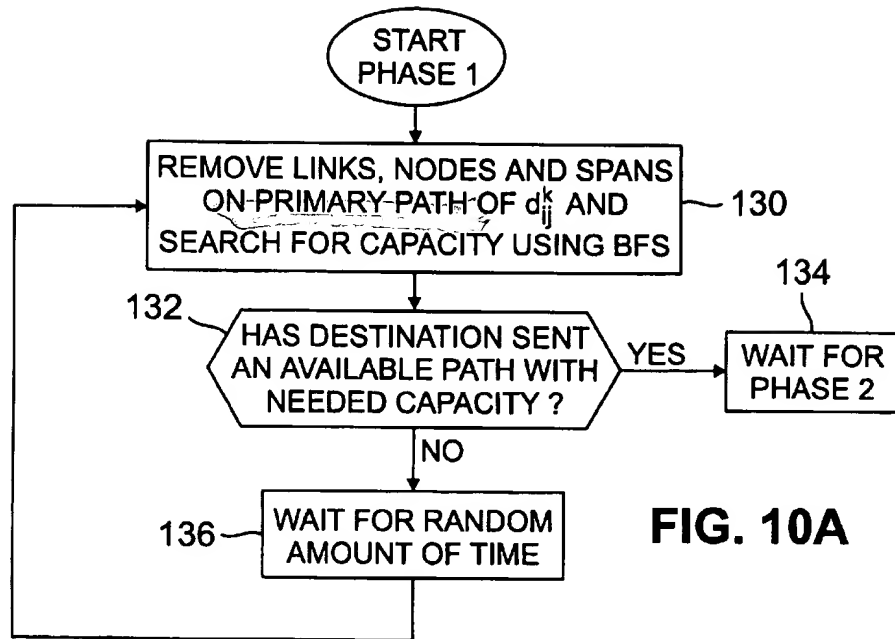 START
PHASE 1
REMOVE LINKS, NODES AND SPANS
ON PRIMARY PATH OF d^k_ij AND
SEARCH FOR CAPACITY USING BFS
130
132
HAS DESTINATION SENT
AN AVAILABLE PATH WITH
NEEDED CAPACITY ?
YES
134
WAIT FOR
PHASE 2
NO
136
WAIT FOR RANDOM
AMOUNT OF TIME
FIG. 10A